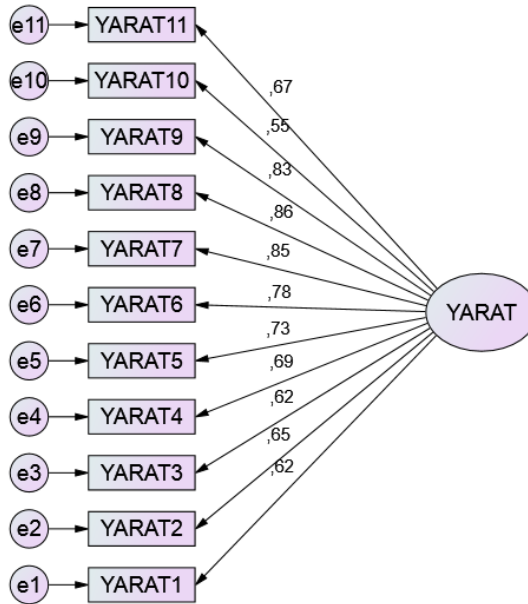 e11 YARAT11
,67
e10 YARAT10
,55
e9 YARAT9
,83
e8 YARAT8
,86
e7 YARAT7
,85
e6 YARAT6
,78
YARAT
e5 YARAT5
,73
e4 YARAT4
,69
e3 YARAT3
,62
e2 YARAT2
,65
e1 YARAT1
,62